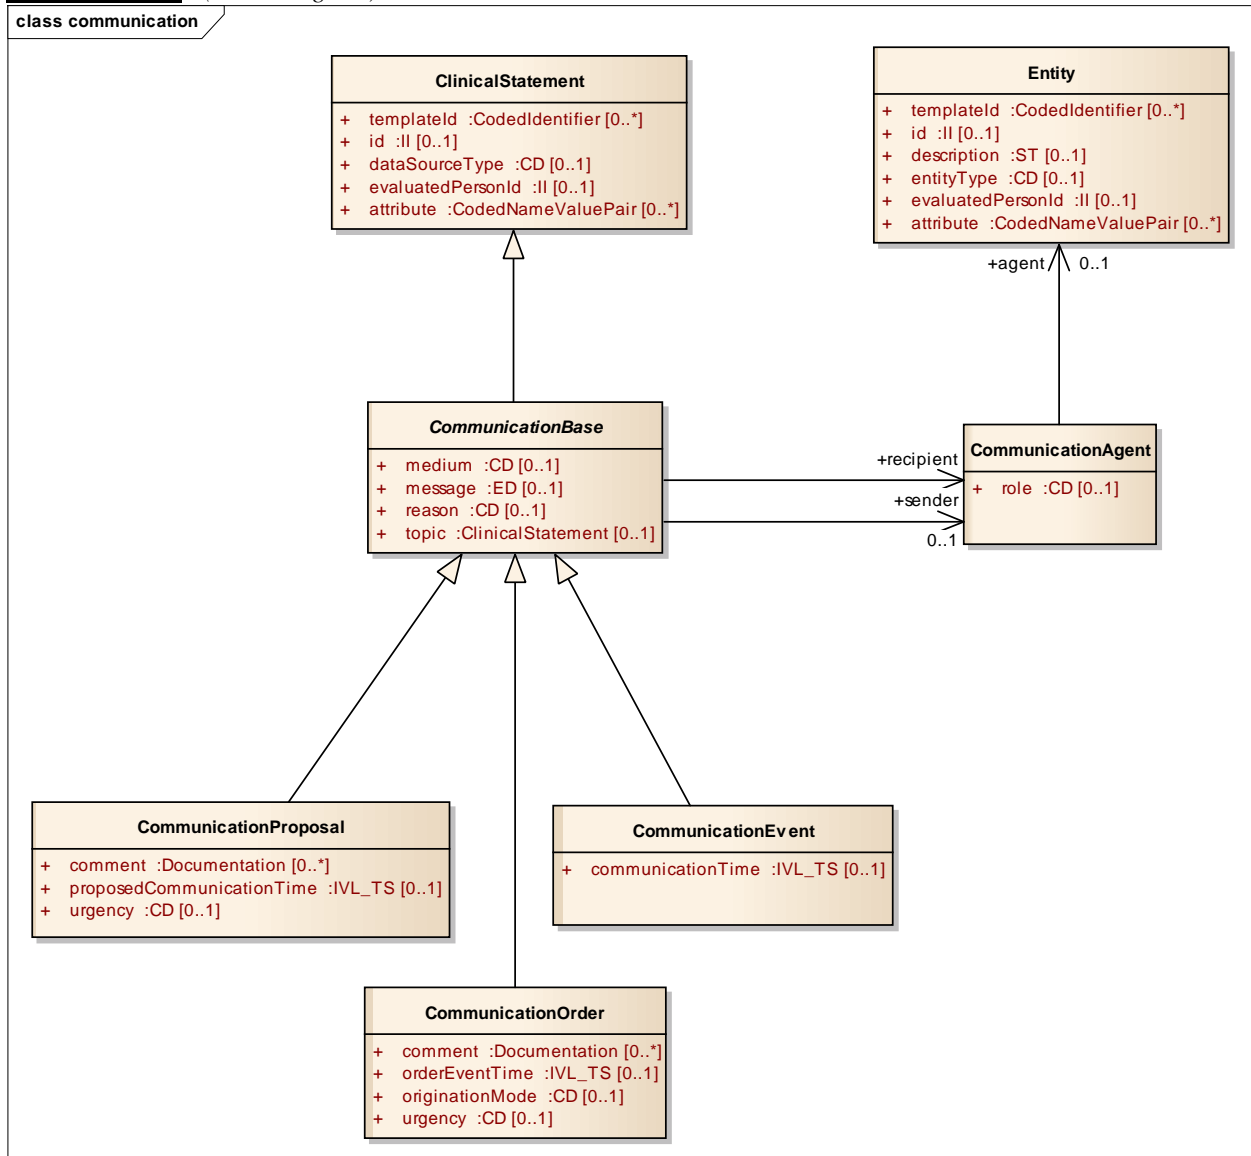 class communication
ClinicalStatement
+ templateId :CodedIdentifier [0..*]
+ id :II [0..1]
+ dataSourceType :CD [0..1]
+ evaluatedPersonId :II [0..1]
+ attribute :CodedNameValuePair [0..*]
Entity
+ templateId :CodedIdentifier [0..*]
+ id :II [0..1]
+ description :ST [0..1]
+ entityType :CD [0..1]
+ evaluatedPersonId :II [0..1]
+ attribute :CodedNameValuePair [0..*]
+agent 0..1
CommunicationBase
+ medium :CD [0..1]
+ message :ED [0..1]
+ reason :CD [0..1]
+ topic :ClinicalStatement [0..1]
+recipient
+sender
0..1
CommunicationAgent
+ role :CD [0..1]
CommunicationProposal
+ comment :Documentation [0..*]
+ proposedCommunicationTime :IVL_TS [0..1]
+ urgency :CD [0..1]
CommunicationEvent
+ communicationTime :IVL_TS [0..1]
CommunicationOrder
+ comment :Documentation [0..*]
+ orderEventTime :IVL_TS [0..1]
+ originationMode :CD [0..1]
+ urgency :CD [0..1]